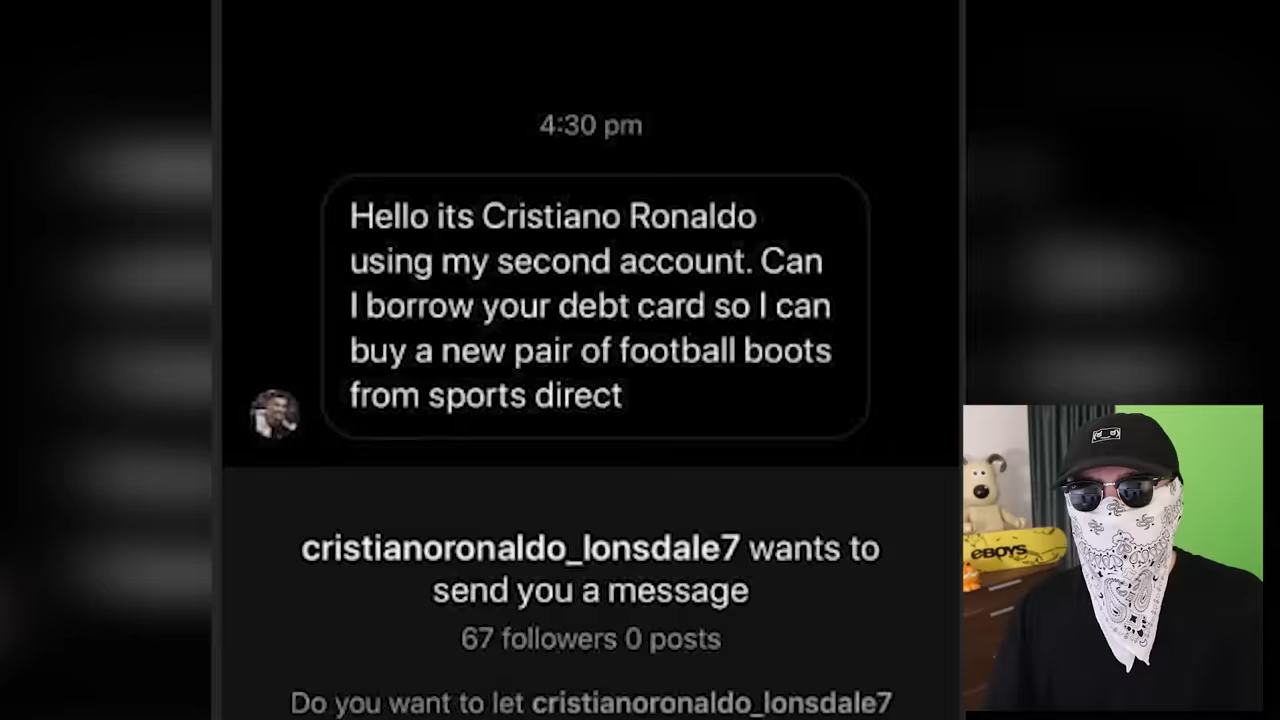 4:30 pm
Hello its Cristiano Ronaldo
using my second account. Can
I borrow your debt card so I can
buy a new pair of football boots
from sports direct
cristianoronaldo_lonsdale7 wants to
send you a message
67 followers 0 posts
Do you want to let cristianoronaldo_lonsdale7
eBOYS